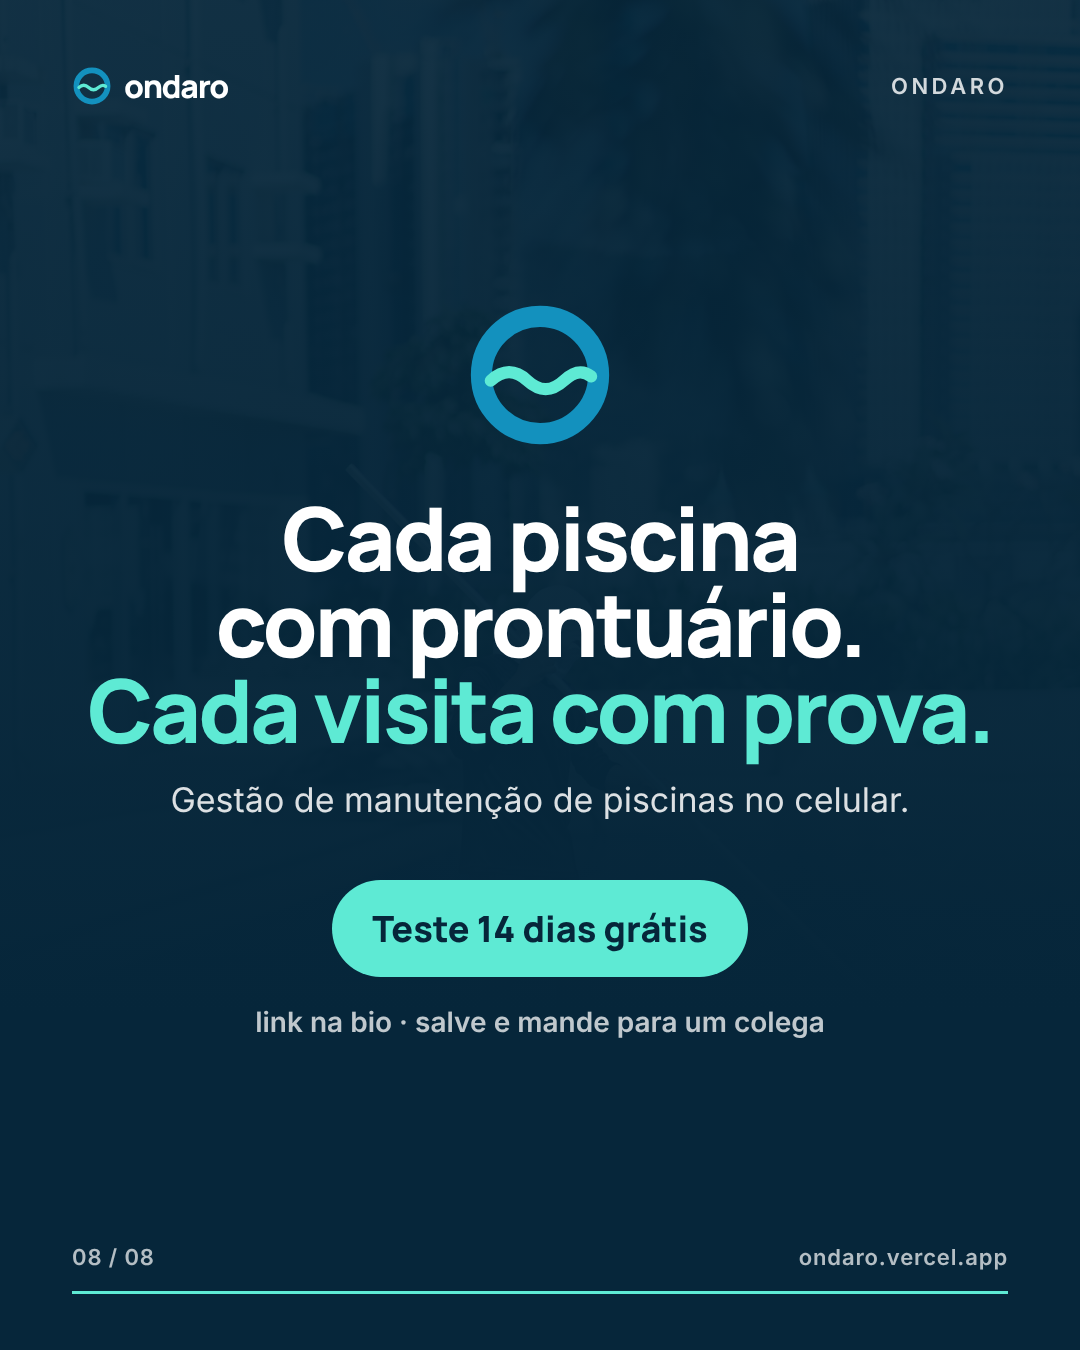 ondaro
ONDARO
Cada piscina
com prontuário.
Cada visita com prova.
Gestão de manutenção de piscinas no celular.
Teste 14 dias grátis
link na bio · salve e mande para um colega
08 / 08
ondaro.vercel.app